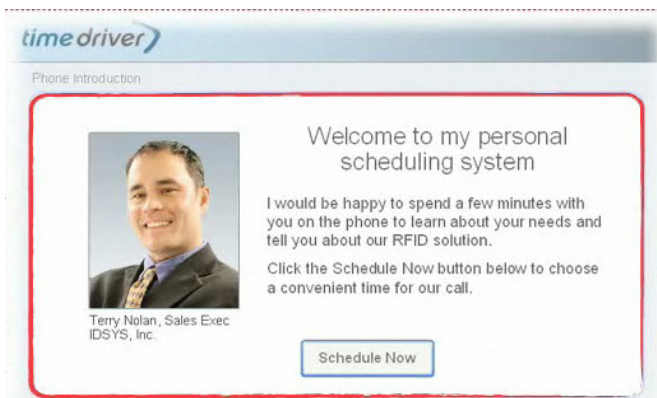 timedriver
Phone Introduction
Welcome to my personal
scheduling system
I would be happy to spend a few minutes with
you on the phone to learn about your needs and
tell you about our RFID solution.
Click the Schedule Now button below to choose
a convenient time for our call.
Terry Nolan, Sales Exec
IDSYS, Inc.
Schedule Now